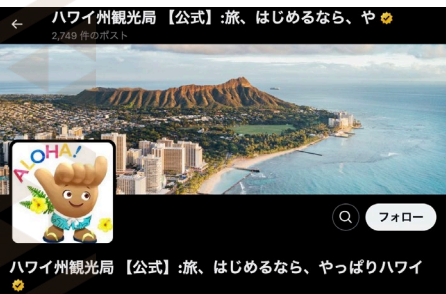 ハワイ州観光局 【公式】:旅、はじめるなら、や
2,749 件のポスト
ALOHA!
フォロー
ハワイ州観光局 【公式】:旅、はじめるなら、やっぱりハワイ